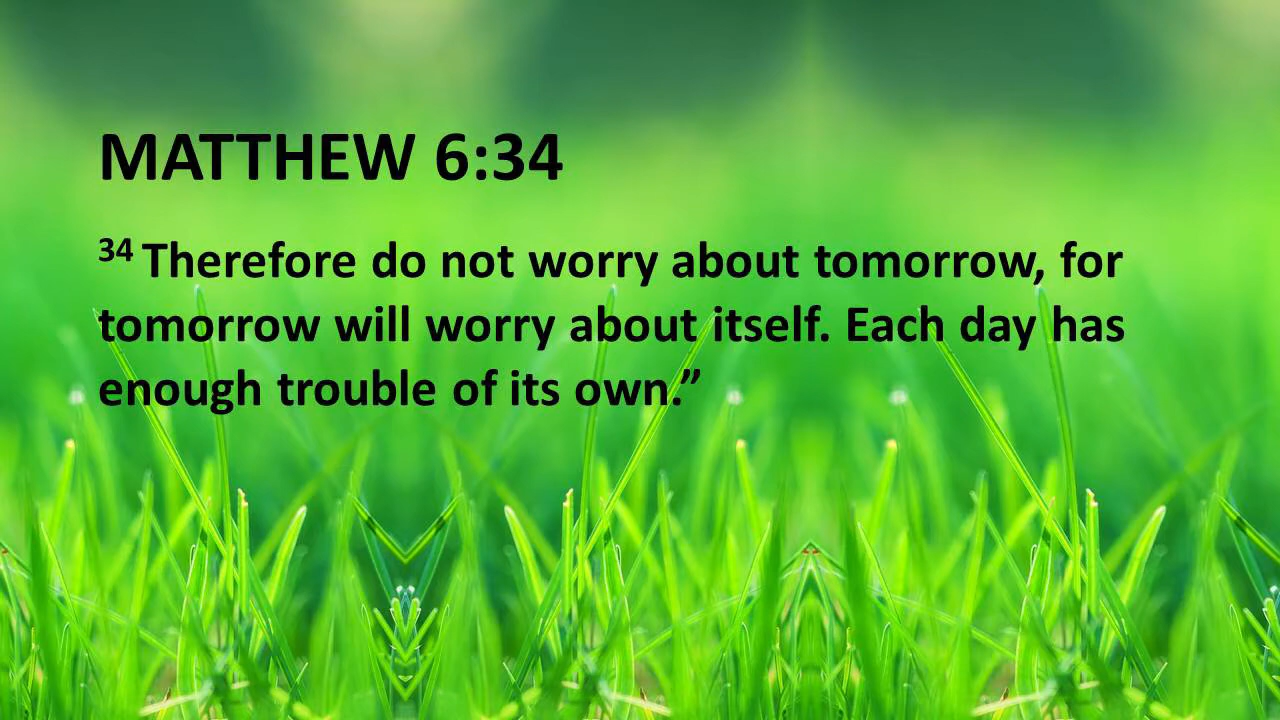 MATTHEW 6:34
34 Therefore do not worry about tomorrow, for
tomorrow will worry about itself. Each day has
enough trouble of its own.”